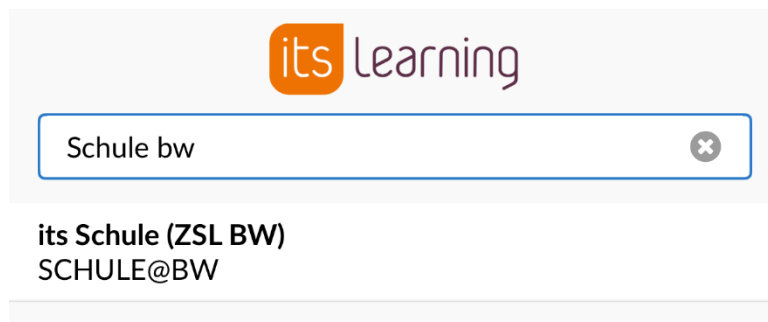 its learning
Schule bw
its Schule (ZSL BW)
SCHULE@BW